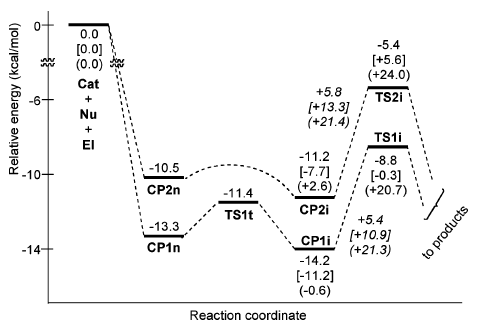 Relative energy (kcal/mol)
0
-6
-10
-14
0.0
[0.0]
(0.0)
Cat
+
Nu
+
El
-10.5
CP2n
-13.3
CP1n
-11.4
TS1t
-11.2
[-7.7]
(+2.6)
CP2i
CP1i
-14.2
[-11.2]
(-0.6)
+5.8
[+13.3]
(+21.4)
-5.4
[+5.6]
(+24.0)
TS2i
TS1i
-8.8
[-0.3]
(+20.7)
+5.4
[+10.9]
(+21.3)
to products
Reaction coordinate